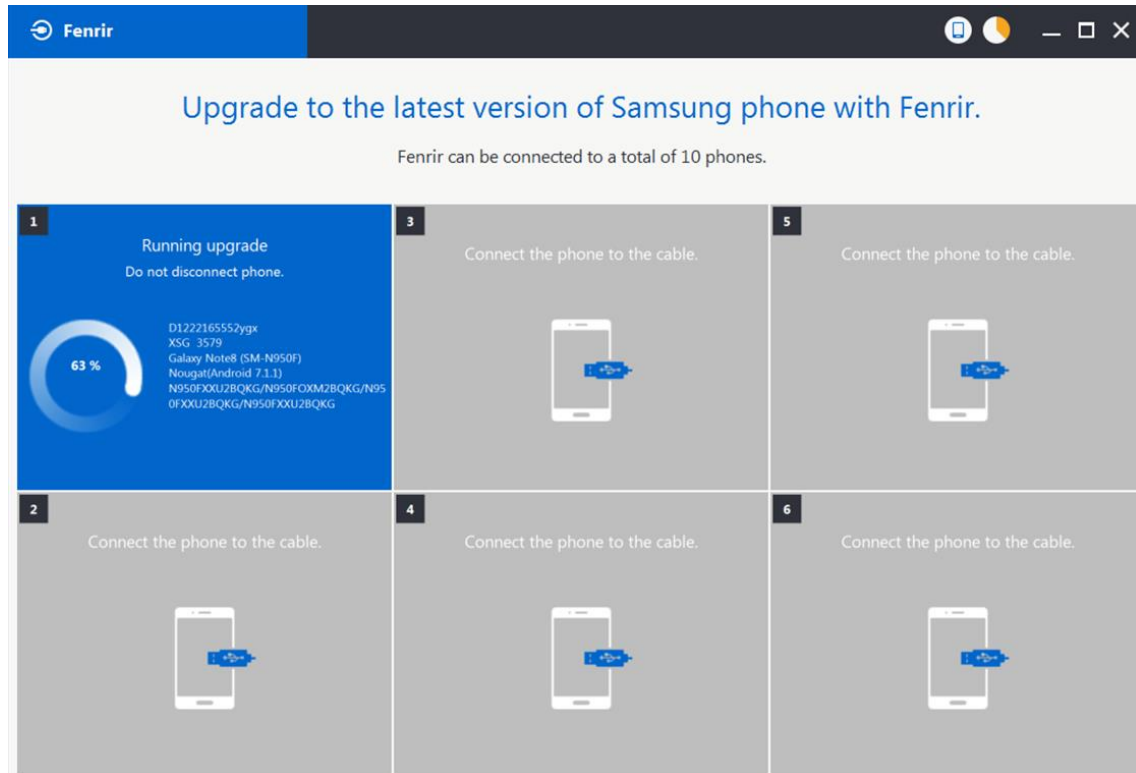 Fenrir
Upgrade to the latest version of Samsung phone with Fenrir.
Fenrir can be connected to a total of 10 phones.
1
Running upgrade
Do not disconnect phone.
63 %
D1222165552ygx
XSG 3579
Galaxy Note8 (SM-N950F)
Nougat(Android 7.1.1)
N950FXXU2BQKG/N950FOXM2BQKG/N95
0FXXU2BQKG/N950FXXU2BQKG
3
Connect the phone to the cable.
5
Connect the phone to the cable.
2
Connect the phone to the cable.
4
Connect the phone to the cable.
6
Connect the phone to the cable.